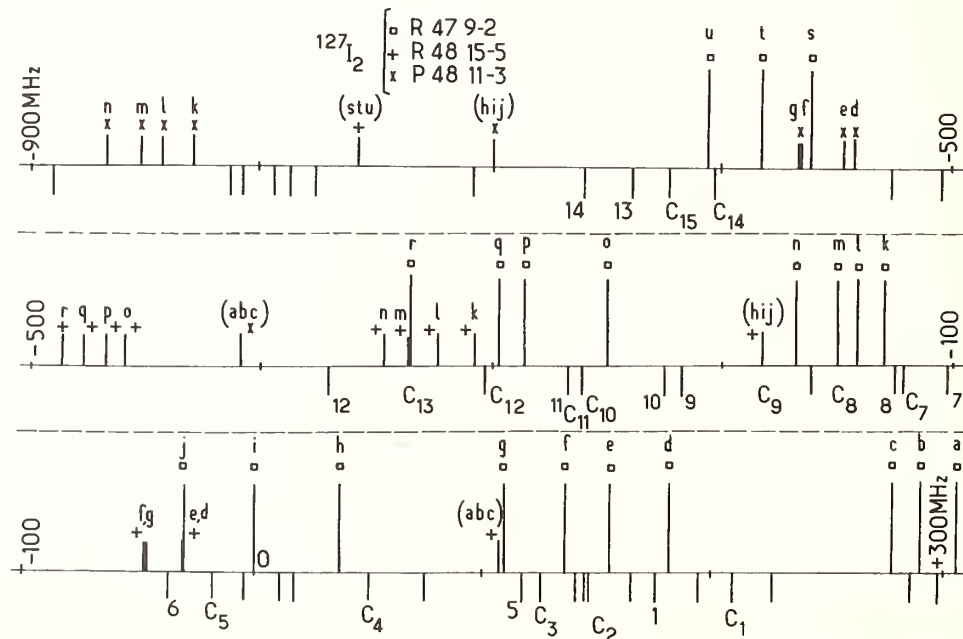 127I2 □ R 47 9-2
+ R 48 15-5
x P 48 11-3
u t s
□ □ □
n m l k (stu) (hij) g f e d
x x x x + x x x x
-900MHz -500
14 13 C15 C14
r q p o n m l k
□ □ □ □ □ □ □ □
r q p o (abc) n m l k (hij)
+ + + + x + + + + +
-500 -100
12 C13 C12 11 C11 C10 10 9 C9 C8 8 C7 7
j i h g f e d c b a
□ □ □ □ □ □ □ □ □ □
f,g e,d (abc)
+ + +
-100 0 +300MHz
6 C5 C4 5 C3 C2 1 C1